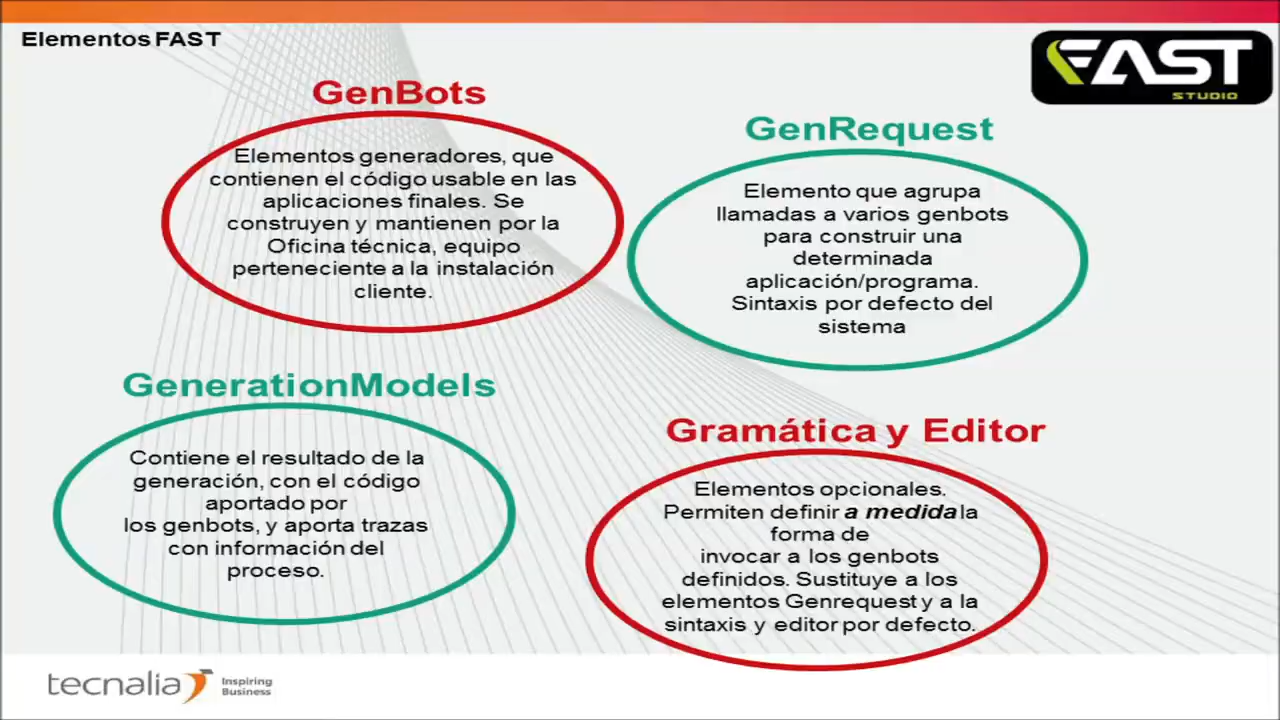 Elementos FAST
FAST
STUDIO
GenBots
Elementos generadores, que
contienen el código usable en las
aplicaciones finales. Se
construyen y mantienen por la
Oficina técnica, equipo
perteneciente a la instalación
cliente.
GenRequest
Elemento que agrupa
llamadas a varios genbots
para construir una
determinada
aplicación/programa.
Sintaxis por defecto del
sistema
GenerationModels
Contiene el resultado de la
generación, con el código
aportado por
los genbots, y aporta trazas
con información del
proceso.
Gramática y Editor
Elementos opcionales.
Permiten definir a medida la
forma de
invocar a los genbots
definidos. Sustituye a los
elementos Genrequest y a la
sintaxis y editor por defecto.
tecnalia
Inspiring
Business